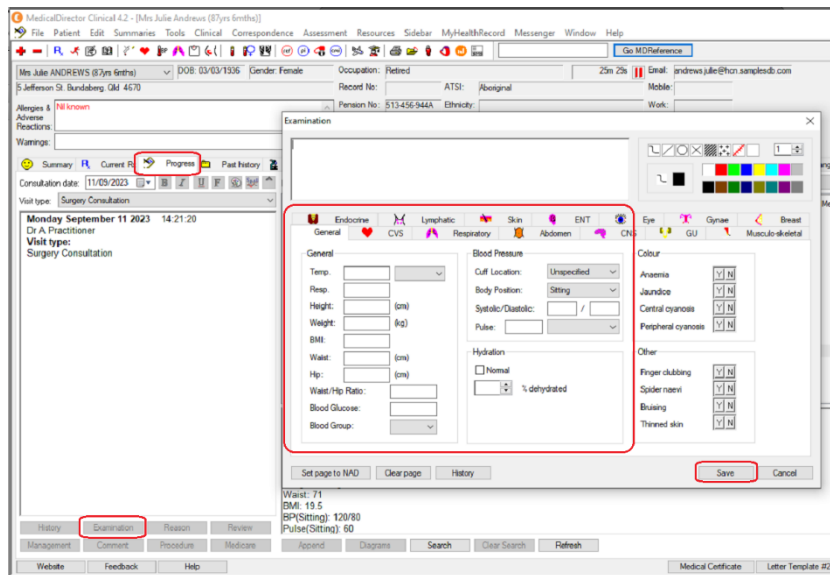 MedicalDirector Clinical 4.2 - [Mrs Julie Andrews (87yrs 6mths)]
File Patient Edit Summaries Tools Clinical Correspondence Assessment Resources Sidebar MyHealthRecord Messenger Window Help
Go MDReference
Mrs Julie ANDREWS (87yrs 6mths) DOB: 03/03/1936 Gender: Female Occupation: Retired 25m 29s Email: andrews.julie@hcn.samplesdb.com
5 Jefferson St. Bundaberg. Qld 4670 Record No: ATSI: Aboriginal Mobile:
Allergies & Adverse Reactions: Nil known Pension No: 513-456-944A Ethnicity: Work:
Warnings:
Summary Current Progress Past history
Consultation date: 11/09/2023 B I U F
Visit type: Surgery Consultation
Monday September 11 2023 14:21:20
Dr A Practitioner
Visit type:
Surgery Consultation
Examination
1
Endocrine Lymphatic Skin ENT Eye Gynae Breast
General CVS Respiratory Abdomen CNS GU Musculo-skeletal
General
Temp.
Resp.
Height: (cm)
Weight: (kg)
BMI:
Waist: (cm)
Hip: (cm)
Waist/Hip Ratio:
Blood Glucose:
Blood Group:
Blood Pressure
Cuff Location: Unspecified
Body Position: Sitting
Systolic/Diastolic: /
Pulse:
Hydration
Normal
% dehydrated
Colour
Anaemia Y N
Jaundice Y N
Central cyanosis Y N
Peripheral cyanosis Y N
Other
Finger clubbing Y N
Spider naevi Y N
Bruising Y N
Thinned skin Y N
Set page to NAD Clear page History Save Cancel
Waist: 71
BMI: 19.5
BP(Sitting): 120/80
Pulse(Sitting): 60
History Examination Reason Review
Management Comment Procedure Medicare Append Diagrams Search Clear Search Refresh
Website Feedback Help Medical Certificate Letter Template #2